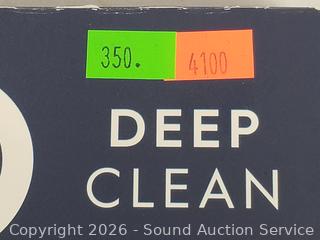 350. 4100
DEEP
CLEAN
Copyright 2026 - Sound Auction Service